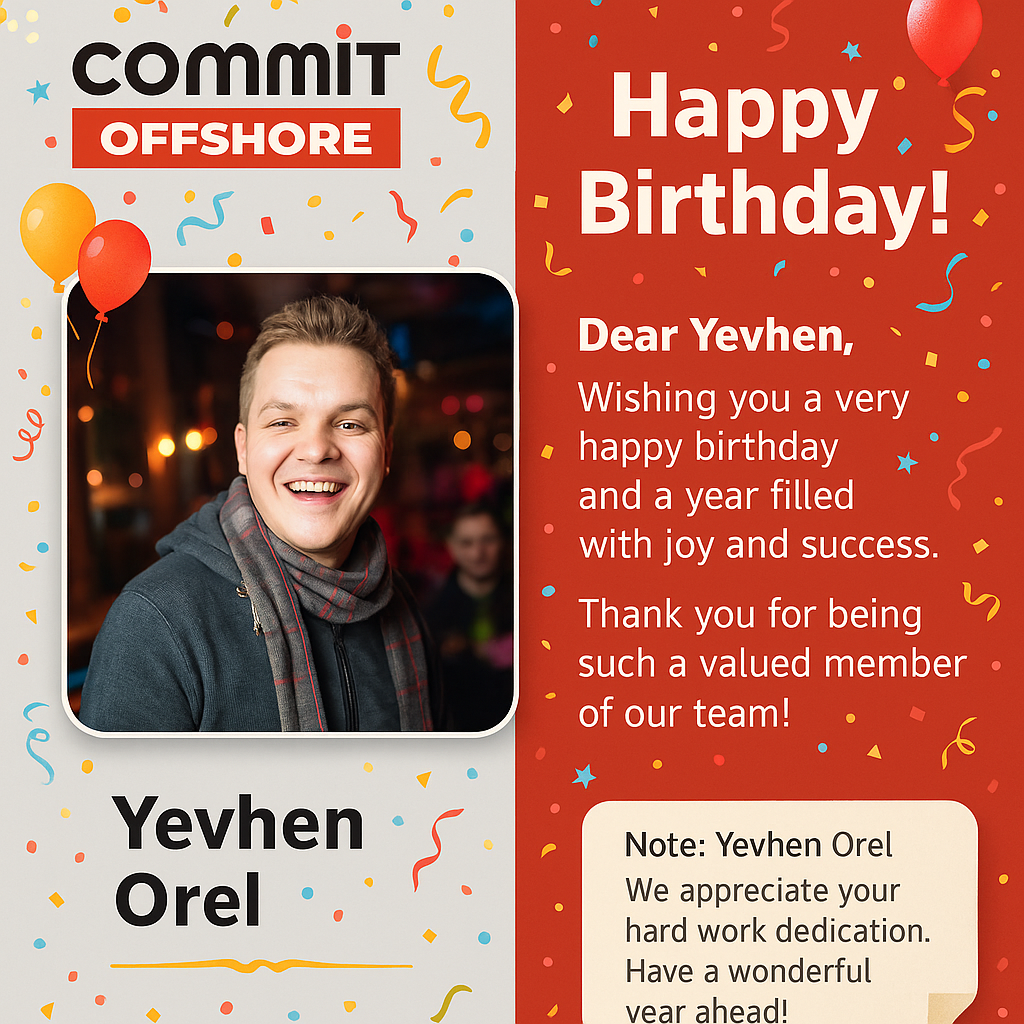 commit
OFFSHORE
Yevhen
Orel
Happy
Birthday!
Dear Yevhen,
Wishing you a very
happy birthday
and a year filled
with joy and success.
Thank you for being
such a valued member
of our team!
Note: Yevhen Orel
We appreciate your
hard work dedication.
Have a wonderful
year ahead!